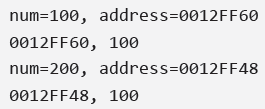 num=100, address=0012FF60
0012FF60, 100
num=200, address=0012FF48
0012FF48, 100